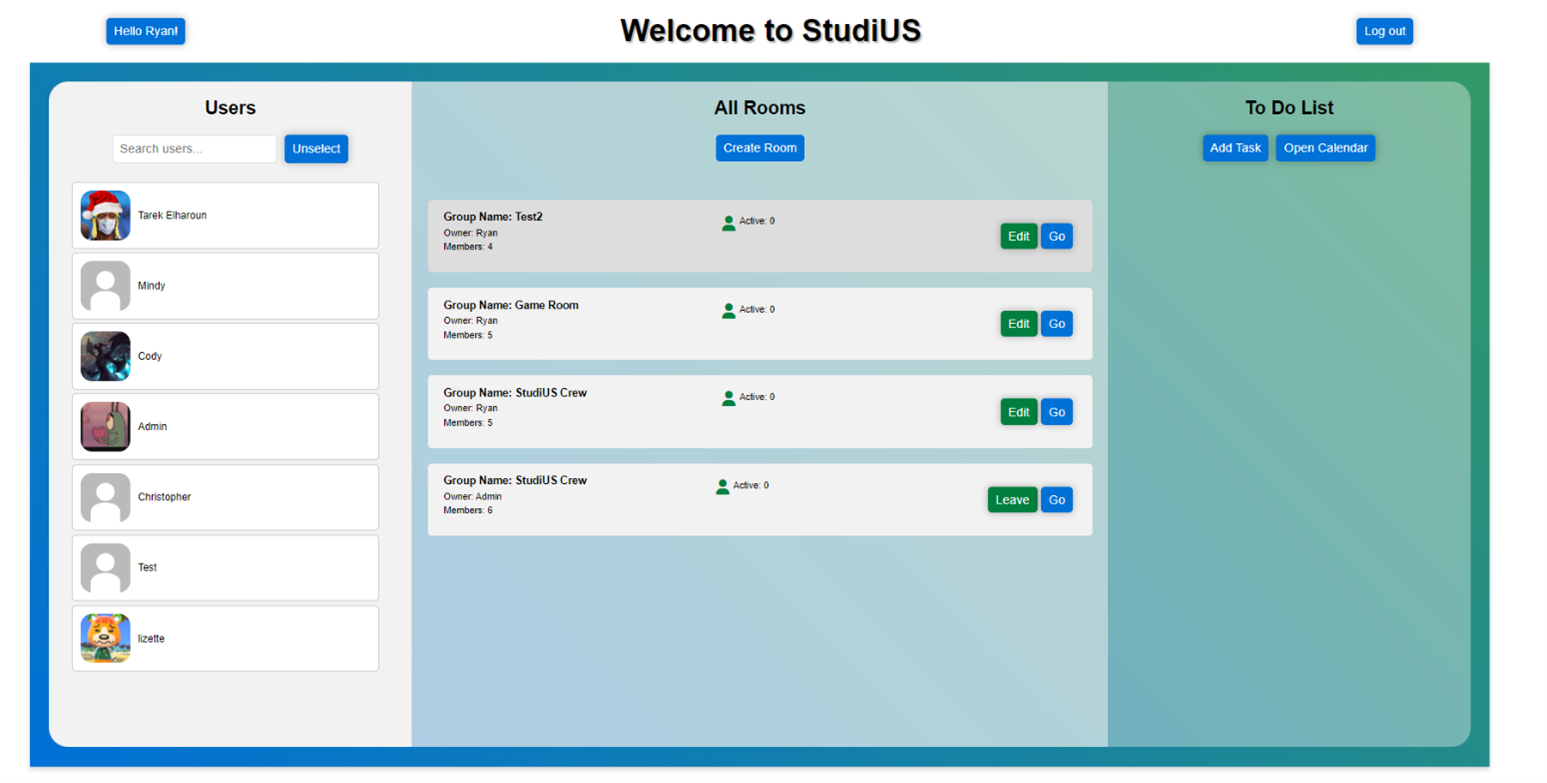 Hello Ryan!
Welcome to StudiUS
Log out
Users
Search users...
Unselect
Tarek Elharoun
Mindy
Cody
Admin
Christopher
Test
lizette
All Rooms
Create Room
Group Name: Test2
Owner: Ryan
Members: 4
Active: 0
Edit
Go
Group Name: Game Room
Owner: Ryan
Members: 5
Active: 0
Edit
Go
Group Name: StudiUS Crew
Owner: Ryan
Members: 5
Active: 0
Edit
Go
Group Name: StudiUS Crew
Owner: Admin
Members: 6
Active: 0
Leave
Go
To Do List
Add Task
Open Calendar